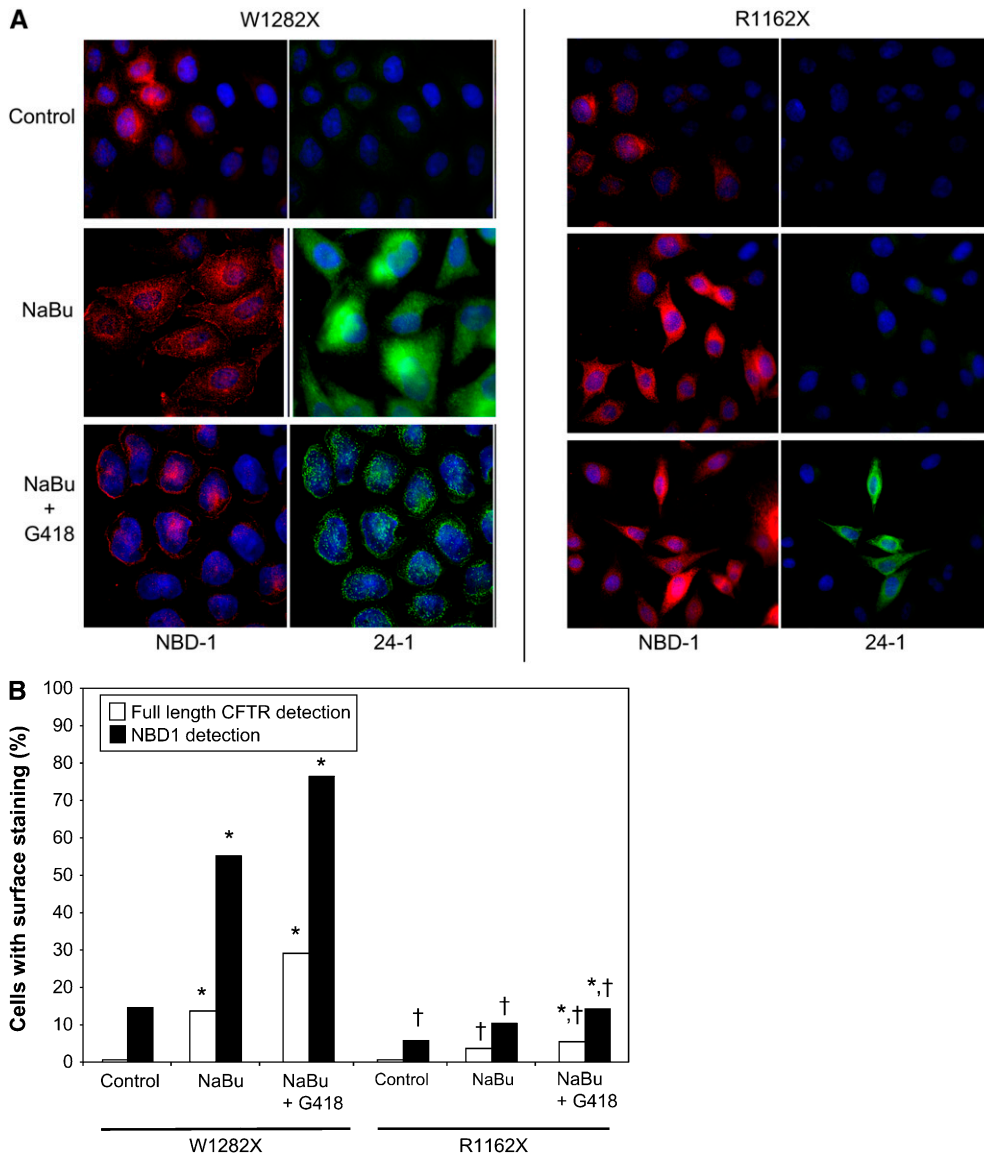 A
W1282X
R1162X
Control
NaBu
NaBu
+
G418
NBD-1
24-1
NBD-1
24-1
B
Cells with surface staining (%)
100
90
80
70
60
50
40
30
20
10
0
Full length CFTR detection
NBD1 detection
*
*
*
*
†
†
†
*,†
*,†
Control
NaBu
NaBu
+ G418
Control
NaBu
NaBu
+ G418
W1282X
R1162X